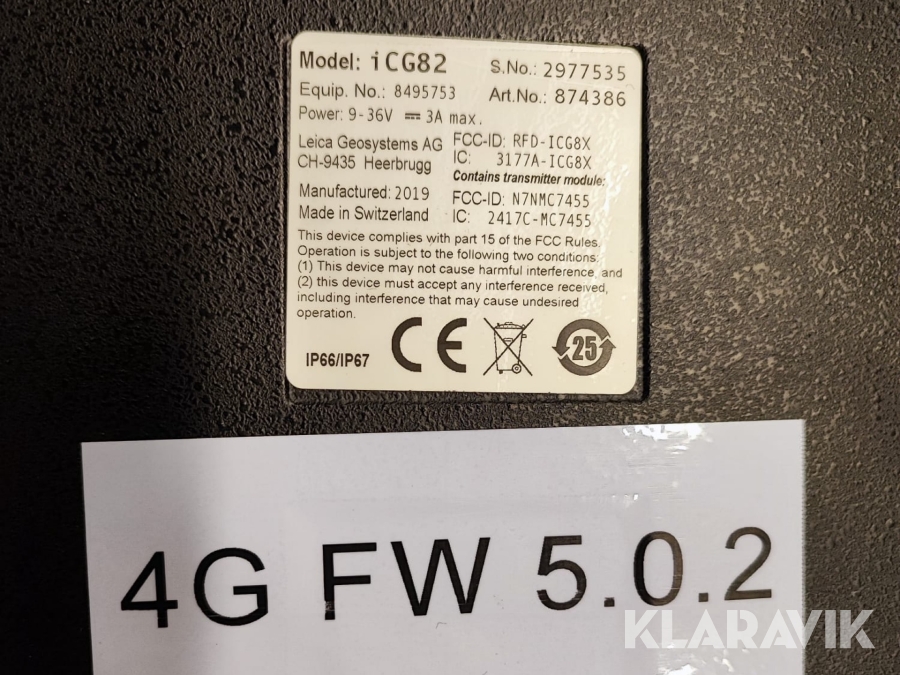 Model: iCG82 S.No.: 2977535
Equip. No.: 8495753 Art.No.: 874386
Power: 9-36V ⎓ 3A max.
Leica Geosystems AG FCC-ID: RFD-ICG8X
CH-9435 Heerbrugg IC: 3177A-ICG8X
Contains transmitter module:
Manufactured: 2019 FCC-ID: N7NMC7455
Made in Switzerland IC: 2417C-MC7455
This device complies with part 15 of the FCC Rules.
Operation is subject to the following two conditions:
(1) This device may not cause harmful interference, and
(2) this device must accept any interference received,
including interference that may cause undesired
operation.
IP66/IP67 CE 25
4G FW 5.0.2
KLARAVIK